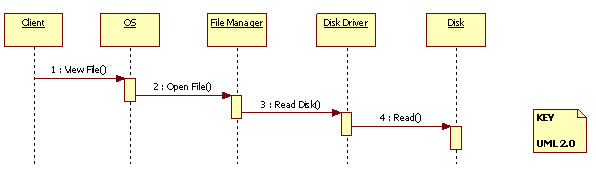 Client
OS
File Manager
Disk Driver
Disk
1 : View File()
2 : Open File()
3 : Read Disk()
4 : Read()
KEY
UML 2.0